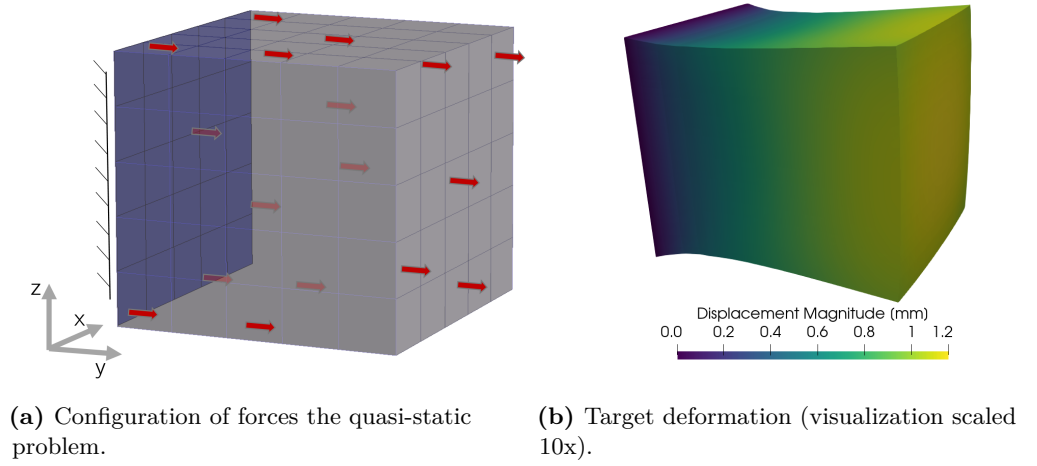 z
x
y
Displacement Magnitude (mm)
0.0 0.2 0.4 0.6 0.8 1 1.2
(a) Configuration of forces the quasi-static
problem.
(b) Target deformation (visualization scaled
10x).